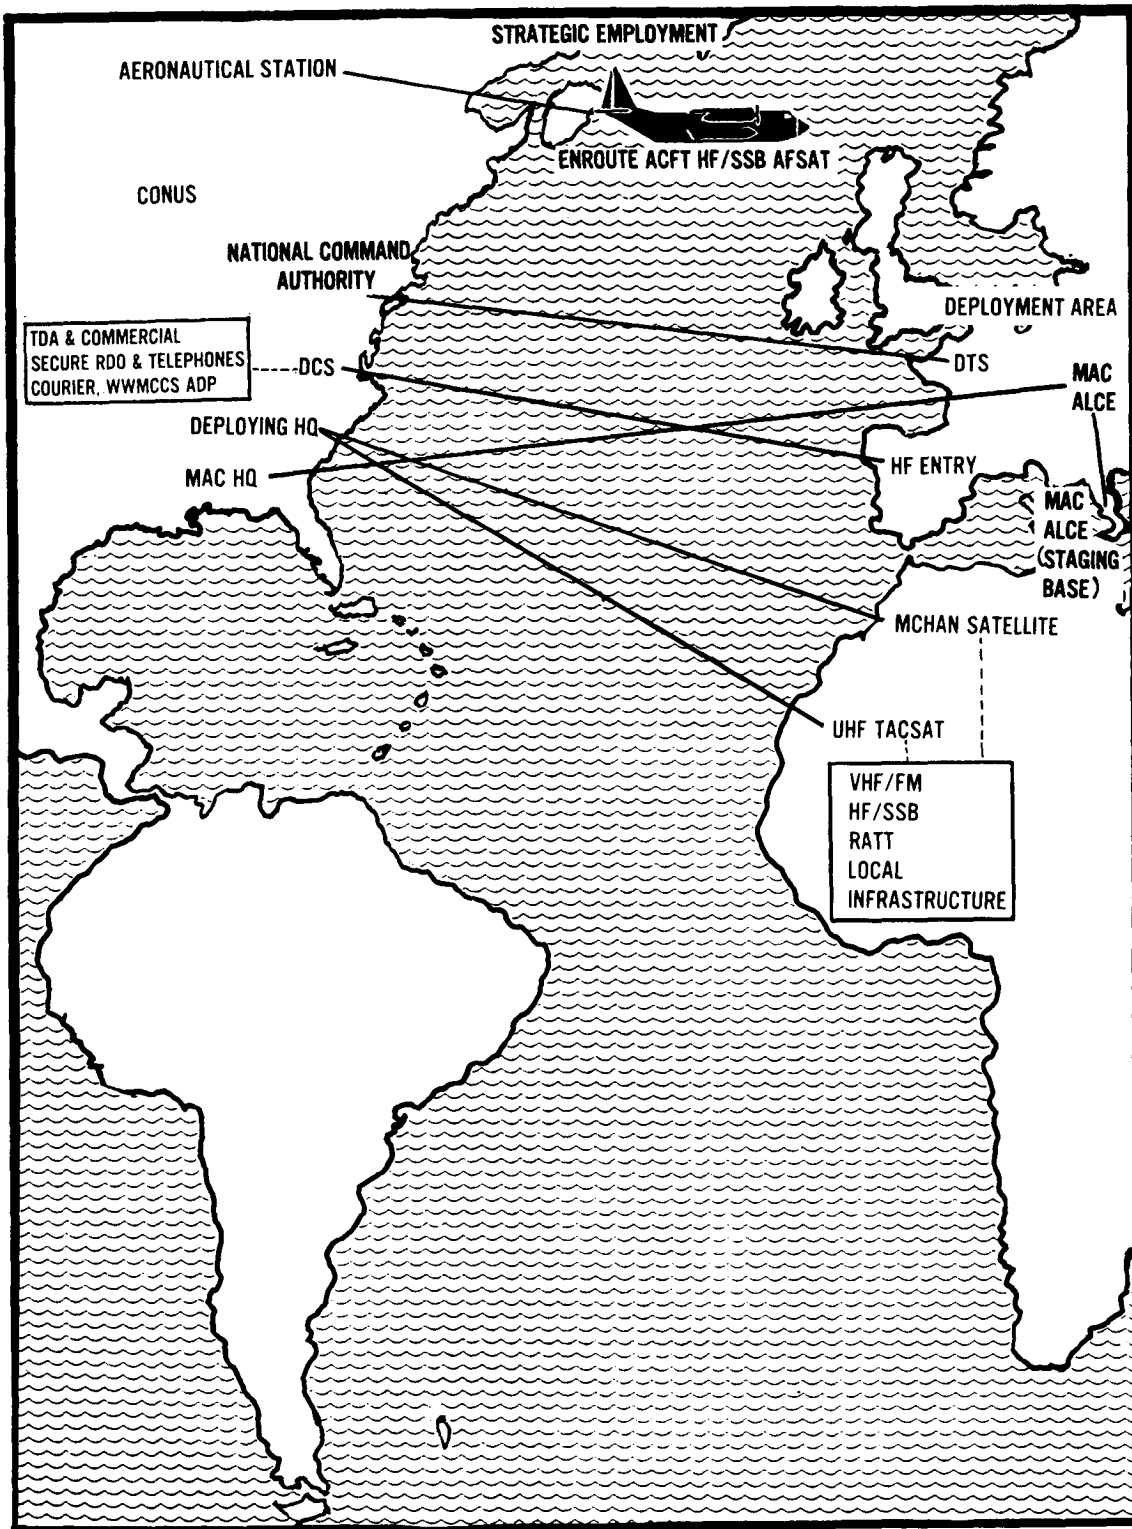 STRATEGIC EMPLOYMENT
AERONAUTICAL STATION
ENROUTE ACFT HF/SSB AFSAT
CONUS
NATIONAL COMMAND
AUTHORITY
DEPLOYMENT AREA
TDA & COMMERCIAL
SECURE RDO & TELEPHONES
COURIER, WWMCCS ADP
DCS
DTS
MAC
ALCE
DEPLOYING HQ
MAC HQ
HF ENTRY
MAC
ALCE
(STAGING
BASE)
MCHAN SATELLITE
UHF TACSAT
VHF/FM
HF/SSB
RATT
LOCAL
INFRASTRUCTURE